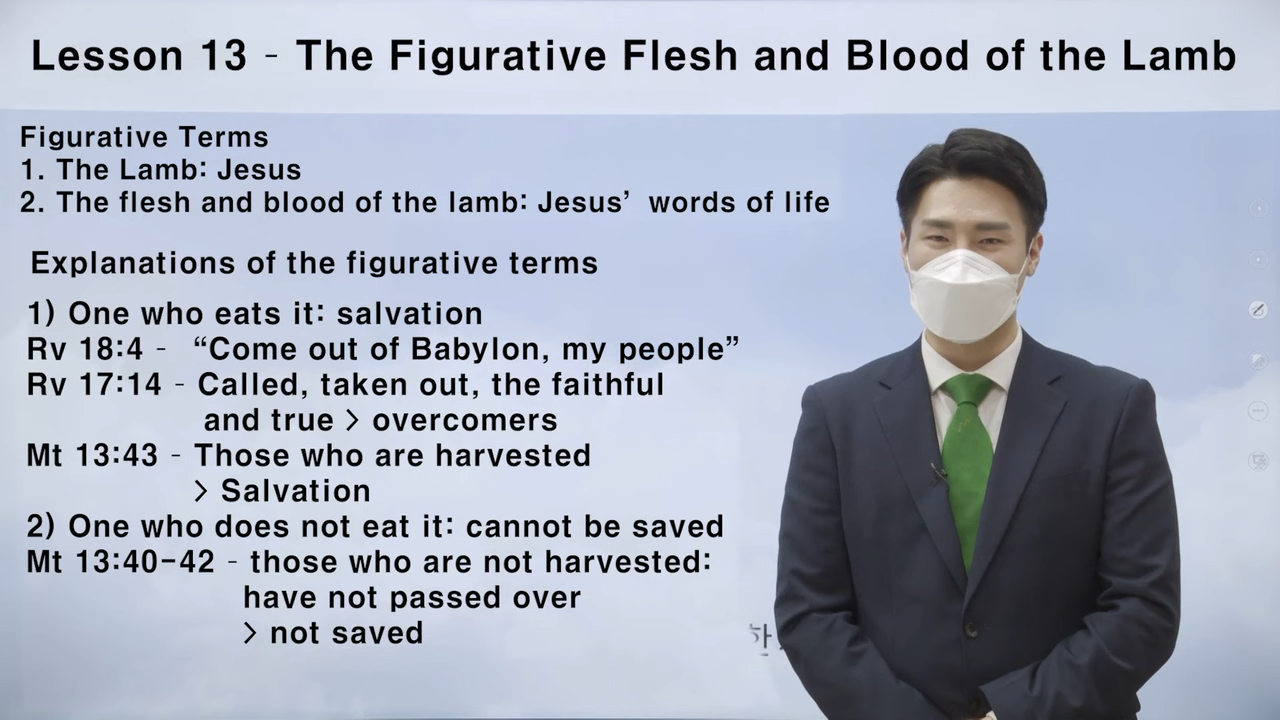 Lesson 13 - The Figurative Flesh and Blood of the Lamb
Figurative Terms
1. The Lamb: Jesus
2. The flesh and blood of the lamb: Jesus’ words of life
Explanations of the figurative terms
1) One who eats it: salvation
Rv 18:4 - “Come out of Babylon, my people”
Rv 17:14 - Called, taken out, the faithful
and true > overcomers
Mt 13:43 - Those who are harvested
> Salvation
2) One who does not eat it: cannot be saved
Mt 13:40-42 - those who are not harvested:
have not passed over
> not saved
한